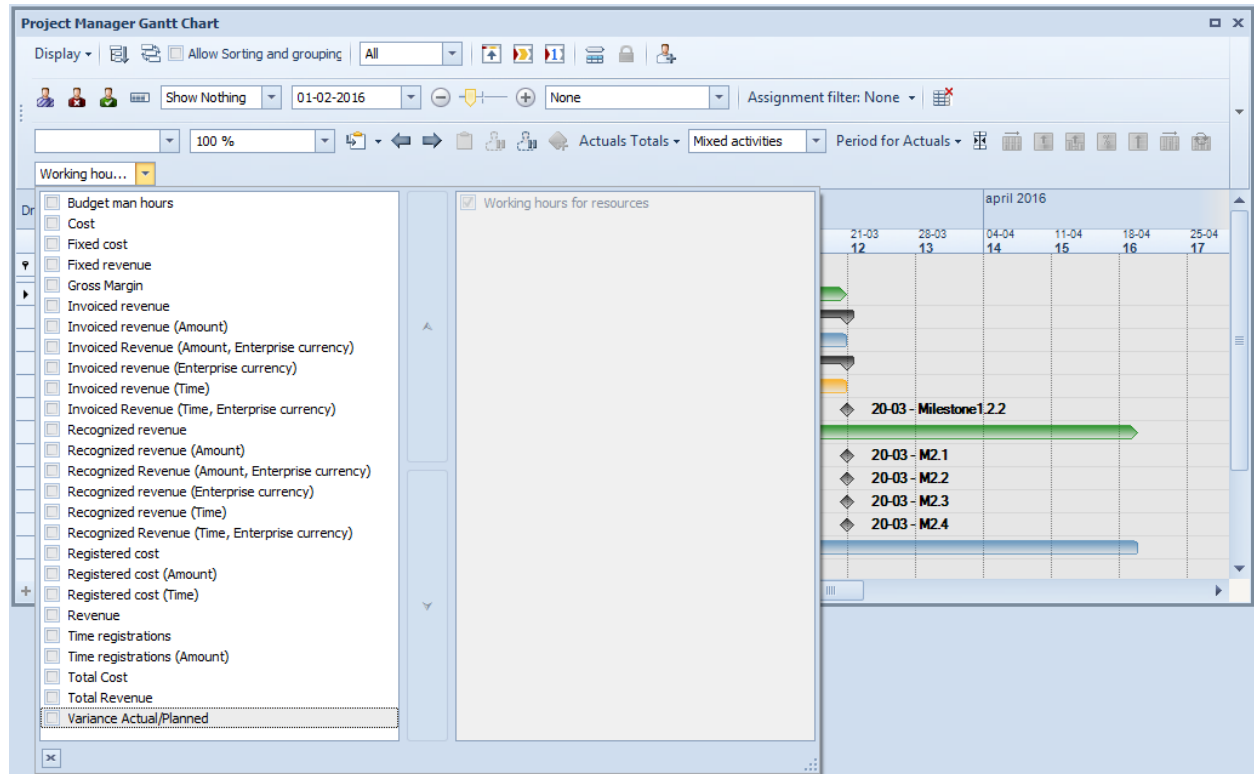 Project Manager Gantt Chart
Display Allow Sorting and grouping All
Show Nothing 01-02-2016 None Assignment filter: None
100 % Actuals Totals Mixed activities Period for Actuals
Working hou...
Budget man hours
Working hours for resources
Cost
Fixed cost
Fixed revenue
Gross Margin
Invoiced revenue
Invoiced revenue (Amount)
Invoiced Revenue (Amount, Enterprise currency)
Invoiced revenue (Enterprise currency)
Invoiced revenue (Time)
Invoiced Revenue (Time, Enterprise currency)
Recognized revenue
Recognized revenue (Amount)
Recognized Revenue (Amount, Enterprise currency)
Recognized revenue (Enterprise currency)
Recognized revenue (Time)
Recognized Revenue (Time, Enterprise currency)
Registered cost
Registered cost (Amount)
Registered cost (Time)
Revenue
Time registrations
Time registrations (Amount)
Total Cost
Total Revenue
Variance Actual/Planned
Dr
april 2016
21-03 28-03 04-04 11-04 18-04 25-04
12 13 14 15 16 17
20-03 - Milestone1.2.2
20-03 - M2.1
20-03 - M2.2
20-03 - M2.3
20-03 - M2.4